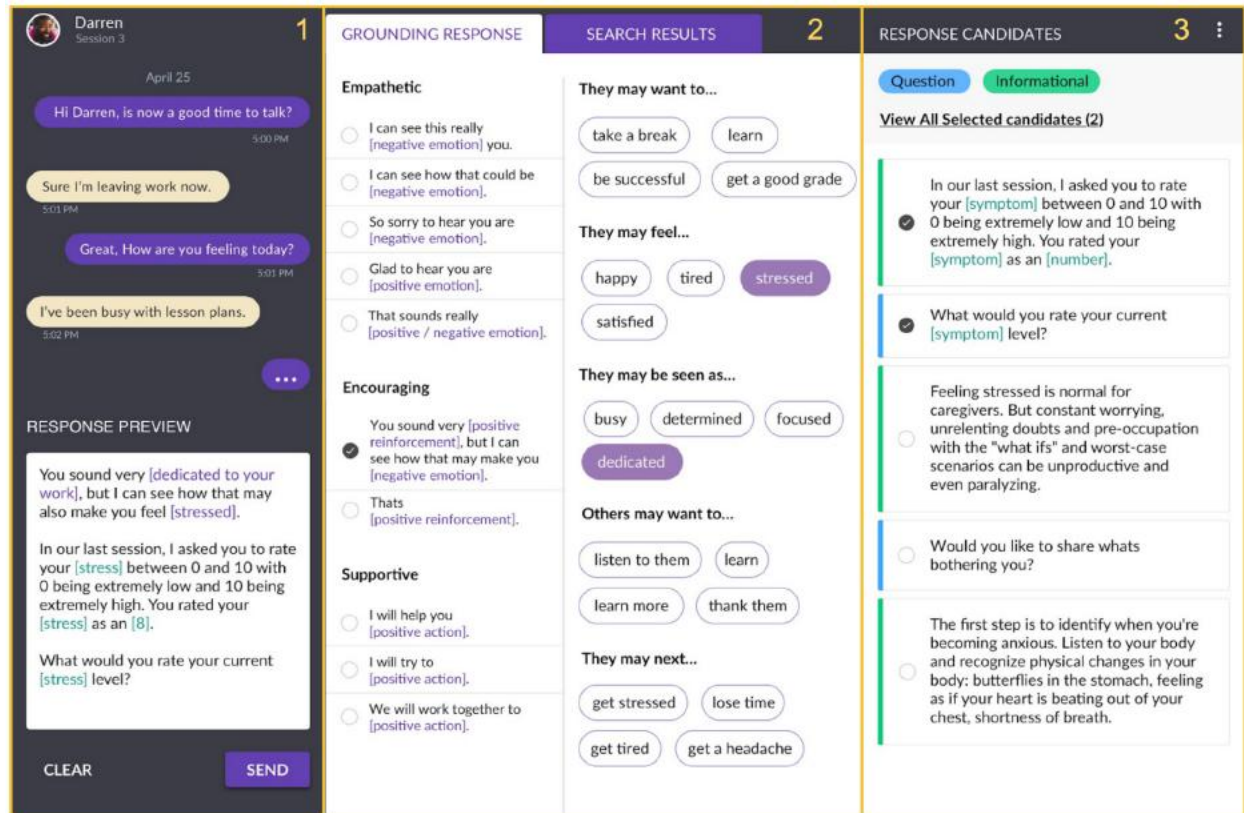 Darren
Session 3
1
April 25
Hi Darren, is now a good time to talk?
5:00 PM
Sure I'm leaving work now.
5:01 PM
Great, How are you feeling today?
5:01 PM
I've been busy with lesson plans.
5:02 PM
...
RESPONSE PREVIEW
You sound very [dedicated to your
work], but I can see how that may
also make you feel [stressed].
In our last session, I asked you to rate
your [stress] between 0 and 10 with
0 being extremely low and 10 being
extremely high. You rated your
[stress] as an [8].
What would you rate your current
[stress] level?
CLEAR
SEND
GROUNDING RESPONSE
SEARCH RESULTS
2
Empathetic
I can see this really
[negative emotion] you.
I can see how that could be
[negative emotion].
So sorry to hear you are
[negative emotion].
Glad to hear you are
[positive emotion].
That sounds really
[positive / negative emotion].
Encouraging
You sound very [positive
reinforcement], but I can
see how that may make you
[negative emotion].
Thats
[positive reinforcement].
Supportive
I will help you
[positive action].
I will try to
[positive action].
We will work together to
[positive action].
They may want to...
take a break
learn
be successful
get a good grade
They may feel...
happy
tired
stressed
satisfied
They may be seen as...
busy
determined
focused
dedicated
Others may want to...
listen to them
learn
learn more
thank them
They may next...
get stressed
lose time
get tired
get a headache
RESPONSE CANDIDATES
3
Question
Informational
View All Selected candidates (2)
In our last session, I asked you to rate
your [symptom] between 0 and 10 with
0 being extremely low and 10 being
extremely high. You rated your
[symptom] as an [number].
What would you rate your current
[symptom] level?
Feeling stressed is normal for
caregivers. But constant worrying,
unrelenting doubts and pre-occupation
with the "what ifs" and worst-case
scenarios can be unproductive and
even paralyzing.
Would you like to share whats
bothering you?
The first step is to identify when you're
becoming anxious. Listen to your body
and recognize physical changes in your
body: butterflies in the stomach, feeling
as if your heart is beating out of your
chest, shortness of breath.